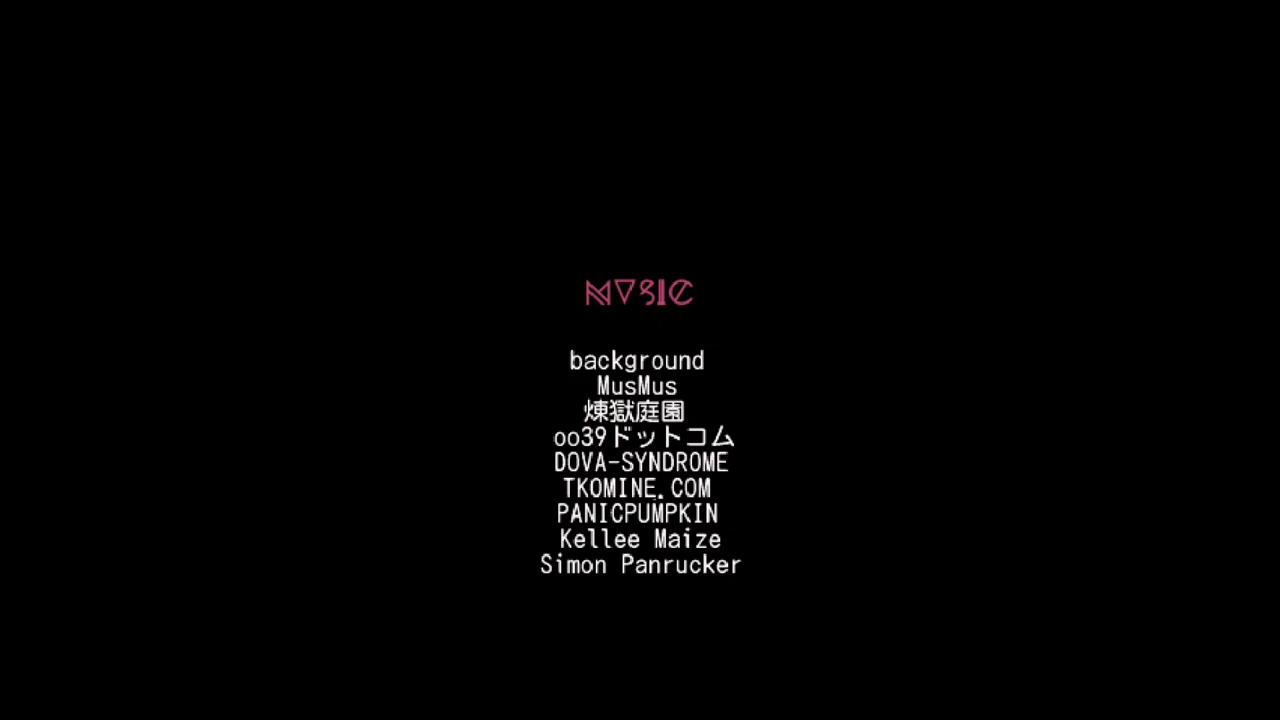 MUSIC
background
MusMus
煉獄庭園
oo39ドットコム
DOVA-SYNDROME
TKOMINE.COM
PANICPUMPKIN
Kellee Maize
Simon Panrucker